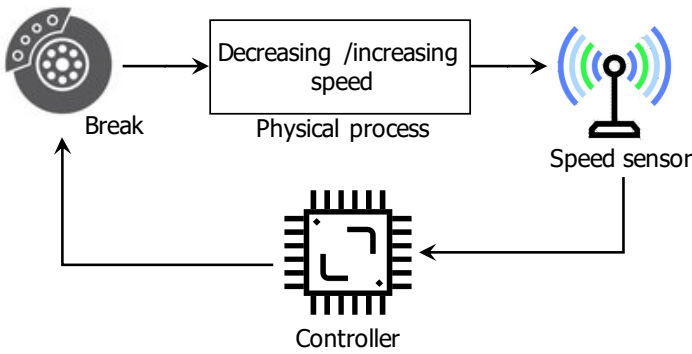 Decreasing /increasing
speed
Break
Physical process
Speed sensor
Controller